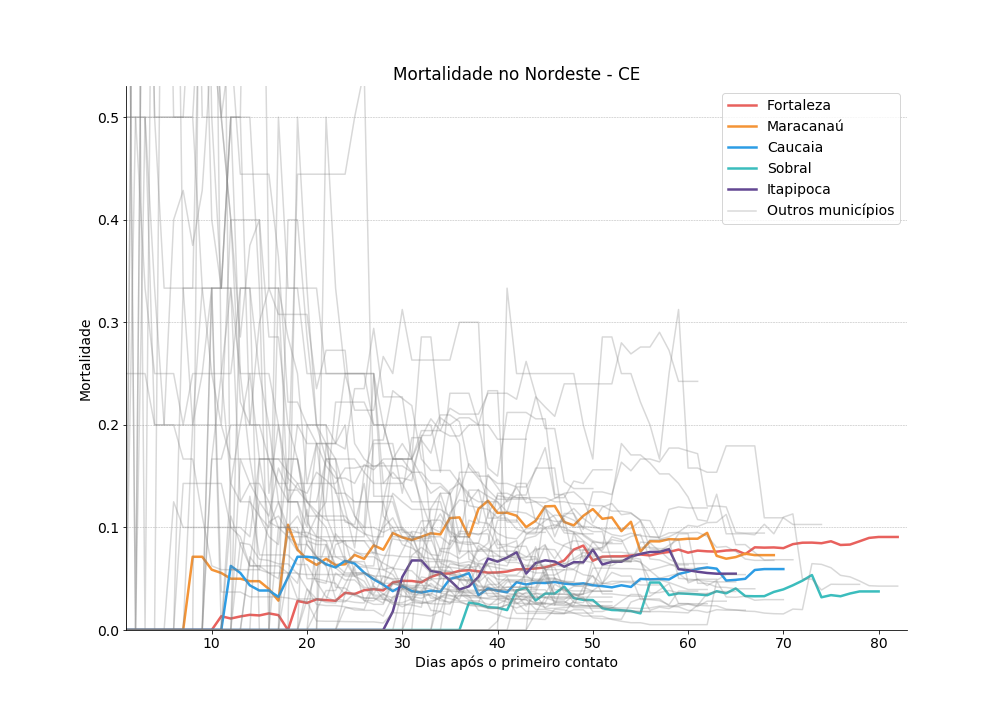 Mortalidade no Nordeste - CE
Fortaleza
Maracanaú
Caucaia
Sobral
Itapipoca
Outros municípios
Mortalidade
0.5
0.4
0.3
0.2
0.1
0.0
10 20 30 40 50 60 70 80
Dias após o primeiro contato